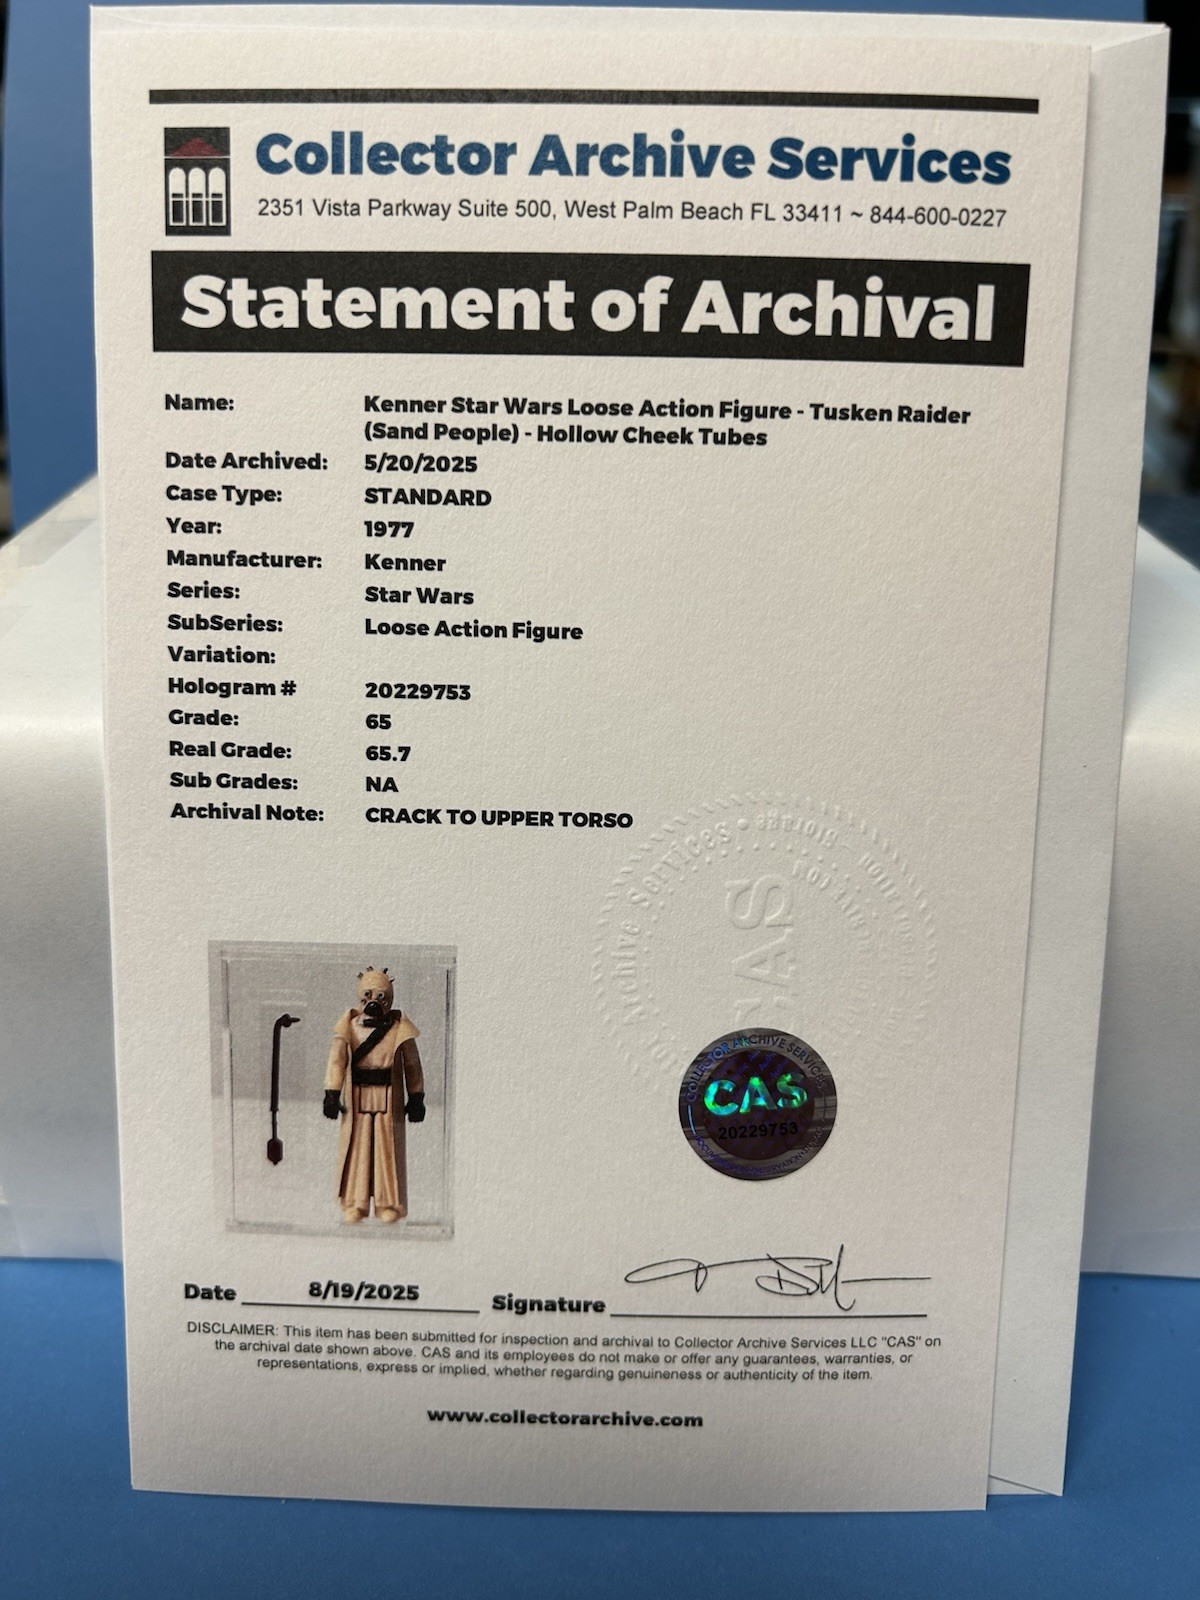 Collector Archive Services
2351 Vista Parkway Suite 500, West Palm Beach FL 33411 ~ 844-600-0227
Statement of Archival
Name: Kenner Star Wars Loose Action Figure - Tusken Raider
(Sand People) - Hollow Cheek Tubes
Date Archived: 5/20/2025
Case Type: STANDARD
Year: 1977
Manufacturer: Kenner
Series: Star Wars
SubSeries: Loose Action Figure
Variation:
Hologram # 20229753
Grade: 65
Real Grade: 65.7
Sub Grades: NA
Archival Note: CRACK TO UPPER TORSO
Archive Services
CAS
COLLECTOR ARCHIVE SERVICES
CAS
20229753
Date 8/19/2025 Signature
DISCLAIMER: This item has been submitted for inspection and archival to Collector Archive Services LLC "CAS" on
the archival date shown above. CAS and its employees do not make or offer any guarantees, warranties, or
representations, express or implied, whether regarding genuineness or authenticity of the item.
www.collectorarchive.com